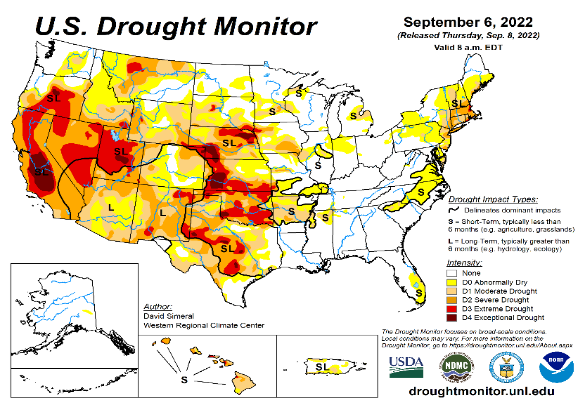 U.S. Drought Monitor
September 6, 2022
(Released Thursday, Sep. 8, 2022)
Valid 8 a.m. EDT
SL
S
S
SL
SL
SL
SL
S
S
L
L
S
S
SL
S
Drought Impact Types:
Delineates dominant impacts
S = Short-Term, typically less than
6 months (e.g. agriculture, grasslands)
L = Long Term, typically greater than
6 months (e.g. hydrology, ecology)
Intensity:
None
D0 Abnormally Dry
D1 Moderate Drought
D2 Severe Drought
D3 Extreme Drought
D4 Exceptional Drought
Author:
David Simeral
Western Regional Climate Center
S
SL
The Drought Monitor focuses on broad-scale conditions.
Local conditions may vary. For more information on the
Drought Monitor, go to https://droughtmonitor.unl.edu/About.aspx
USDA
NDMC
NOAA
droughtmonitor.unl.edu